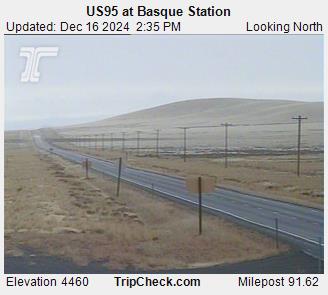 US95 at Basque Station
Updated: Dec 16 2024 2:35 PM Looking North
Elevation 4460 TripCheck.com Milepost 91.62